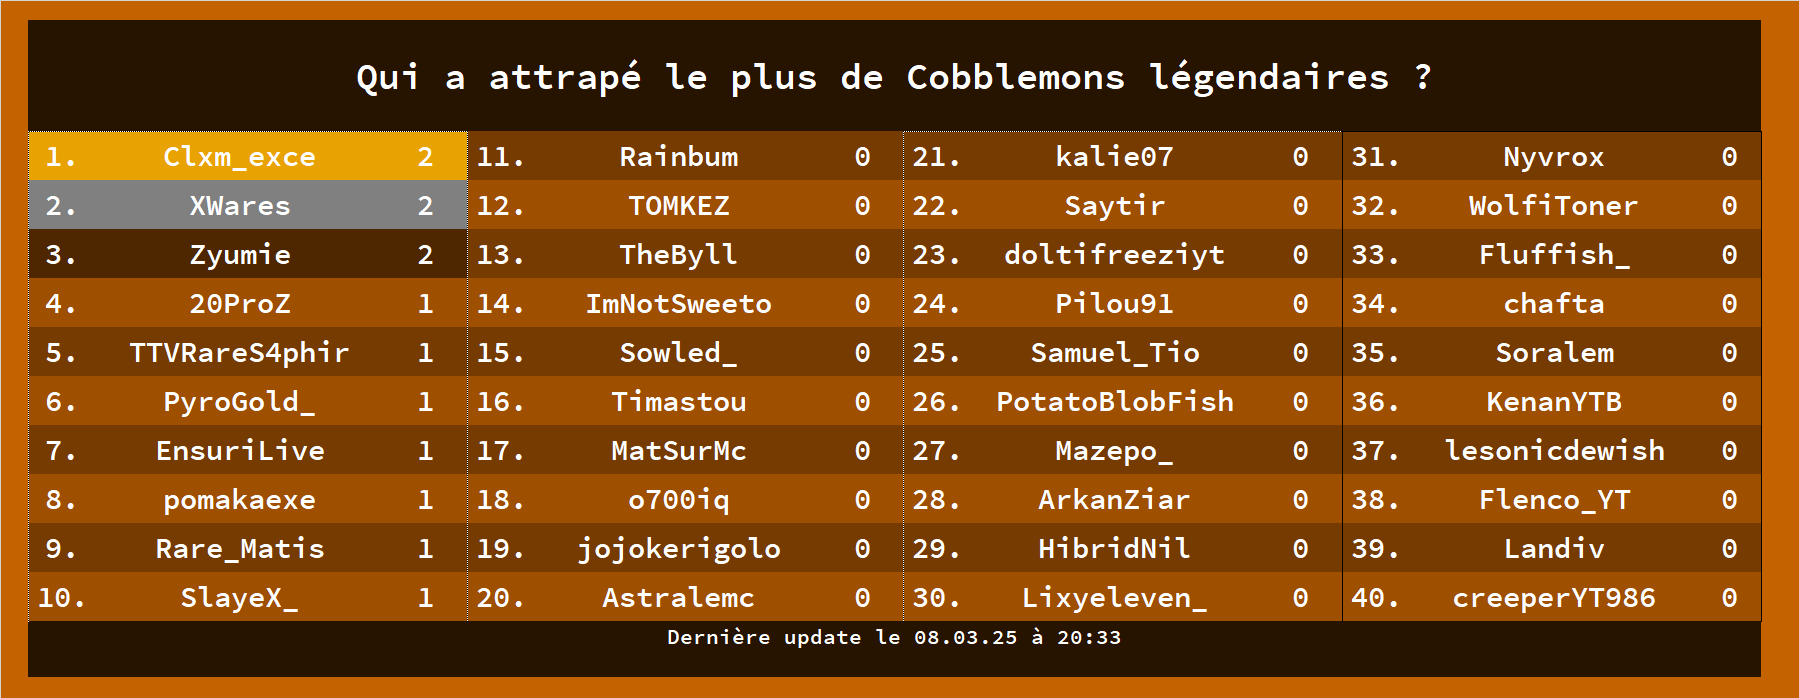 Qui a attrapé le plus de Cobblemons légendaires ?
1. Clxm_exce 2 11. Rainbum 0 21. kalie07 0 31. Nyvrox 0
2. XWares 2 12. TOMKEZ 0 22. Saytir 0 32. WolfiToner 0
3. Zyumie 2 13. TheByll 0 23. doltifreeziyt 0 33. Fluffish_ 0
4. 20ProZ 1 14. ImNotSweeto 0 24. Pilou91 0 34. chafta 0
5. TTVRareS4phir 1 15. Sowled_ 0 25. Samuel_Tio 0 35. Soralem 0
6. PyroGold_ 1 16. Timastou 0 26. PotatoBlobFish 0 36. KenanYTB 0
7. EnsuriLive 1 17. MatSurMc 0 27. Mazepo_ 0 37. lesonicdewish 0
8. pomakaexe 1 18. o700iq 0 28. ArkanZiar 0 38. Flenco_YT 0
9. Rare_Matis 1 19. jojokerigolo 0 29. HibridNil 0 39. Landiv 0
10. SlayeX_ 1 20. Astralemc 0 30. Lixyeleven_ 0 40. creeperYT986 0
Dernière update le 08.03.25 à 20:33